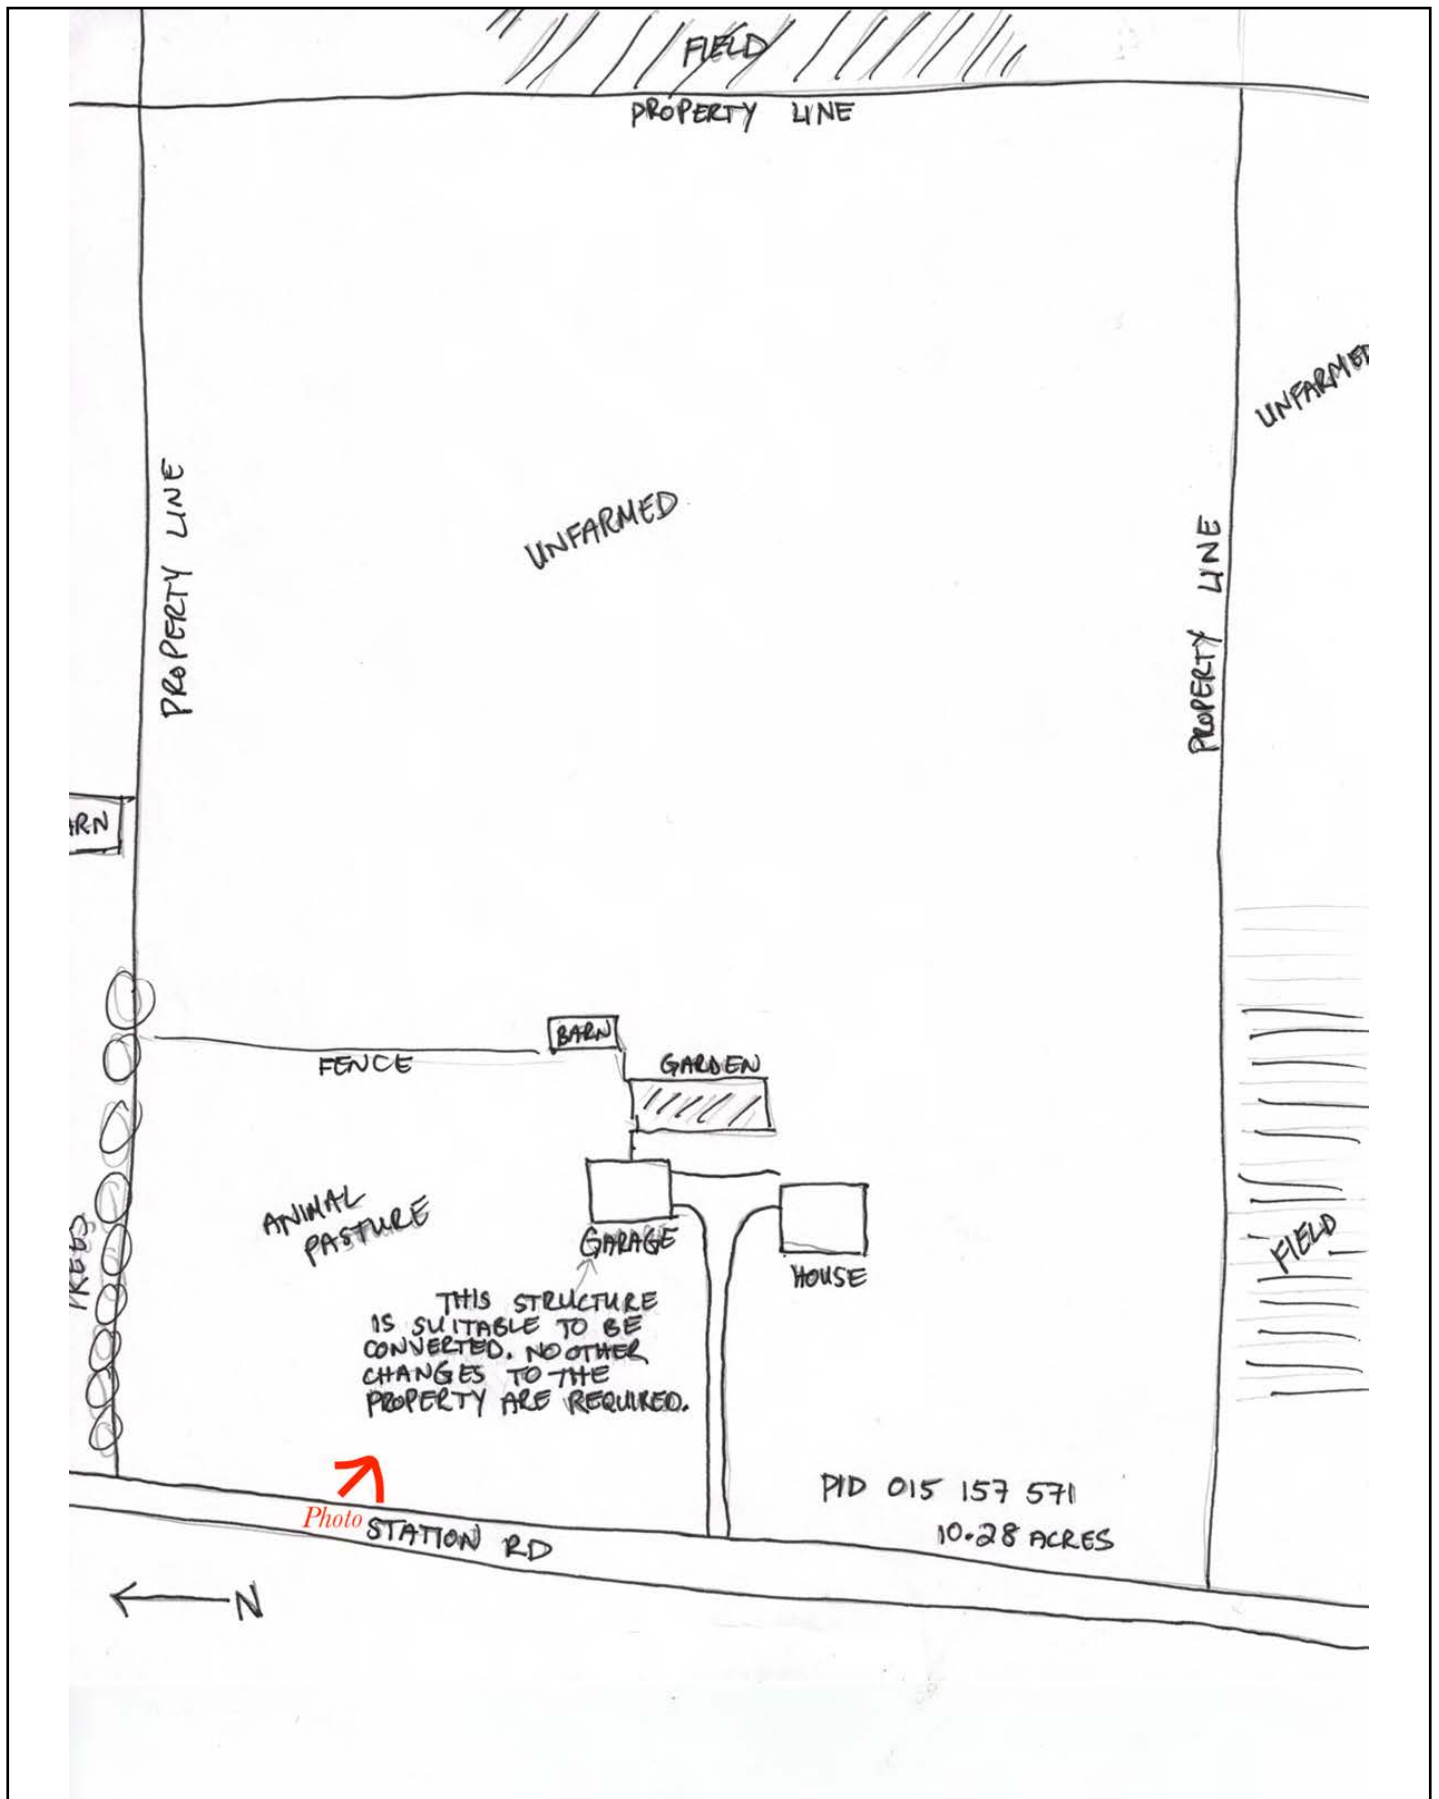 FIELD
PROPERTY LINE
UNFARMED
PROPERTY LINE
UNFARMED
PROPERTY LINE
ARN
BARN
FENCE
GARDEN
ANIMAL
PASTURE
GARAGE
HOUSE
FIELD
THIS STRUCTURE
IS SUITABLE TO BE
CONVERTED. NO OTHER
CHANGES TO THE
PROPERTY ARE REQUIRED.
PID 015 157 571
10.28 ACRES
Photo
STATION RD
N